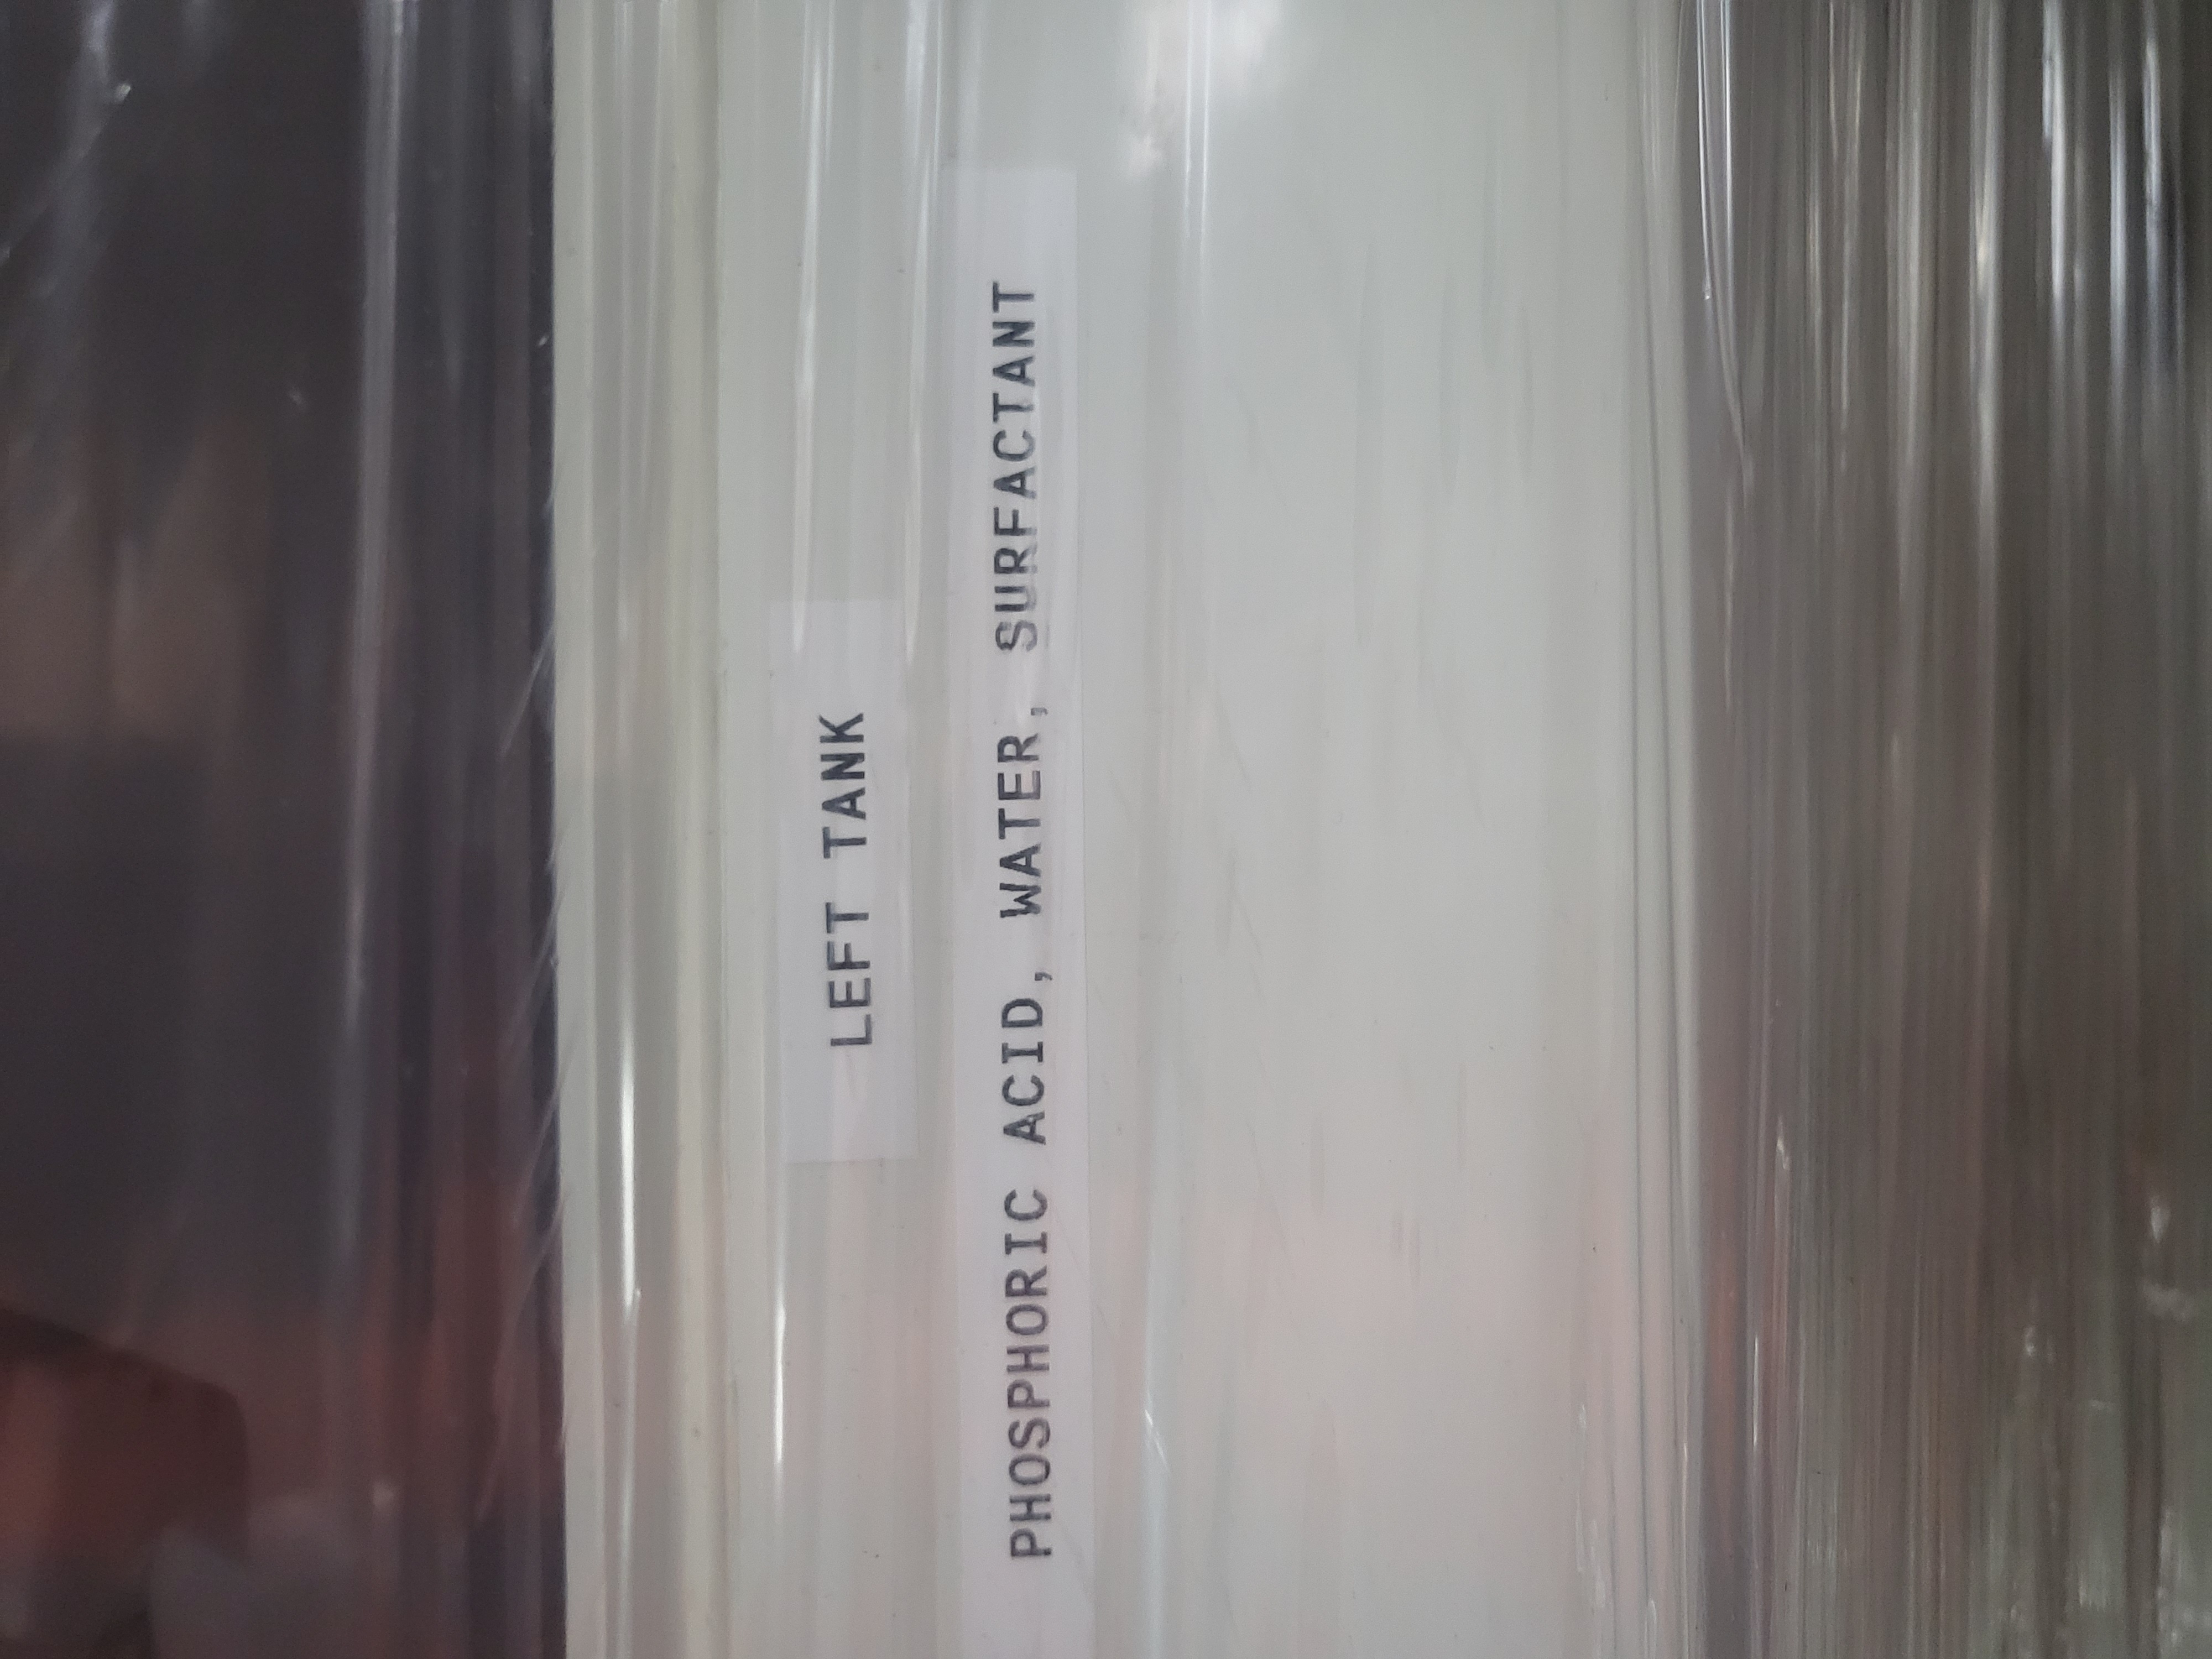 LEFT TANK
PHOSPHORIC ACID, WATER, SURFACTANT